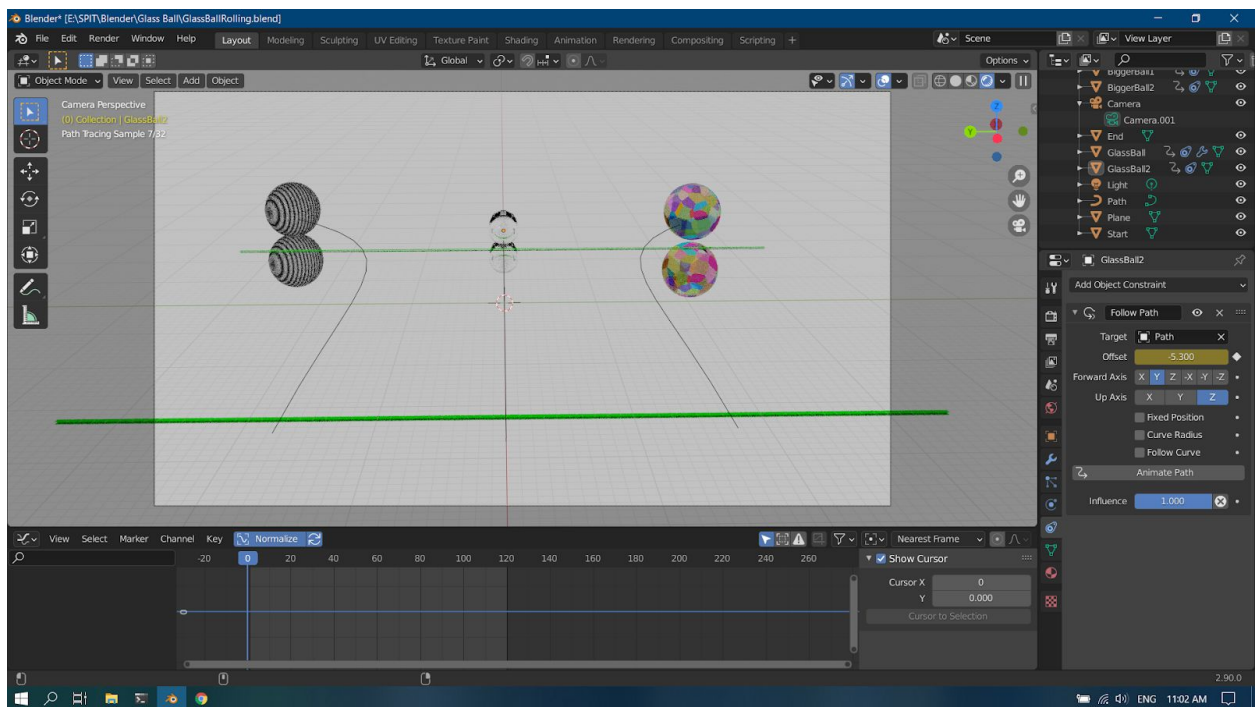 Blender* [E:\SPIT\Blender\Glass Ball\GlassBallRolling.blend]
File Edit Render Window Help Layout Modeling Sculpting UV Editing Texture Paint Shading Animation Rendering Compositing Scripting + Scene View Layer
Global Options
Object Mode View Select Add Object
Camera Perspective
(0) Collection | GlassBall2
Path Tracing Sample 7/32
Z
Y
BiggerBall1
BiggerBall2
Camera
Camera.001
End
GlassBall
GlassBall2
Light
Path
Plane
Start
GlassBall2
Add Object Constraint
Follow Path
Target Path
Offset -5.300
Forward Axis X Y Z -X -Y -Z
Up Axis X Y Z
Fixed Position
Curve Radius
Follow Curve
Animate Path
Influence 1.000
View Select Marker Channel Key Normalize Nearest Frame
-20 0 20 40 60 80 100 120 140 160 180 200 220 240 260
Show Cursor
Cursor X 0
Y 0.000
Cursor to Selection
2.90.0
ENG 11:02 AM